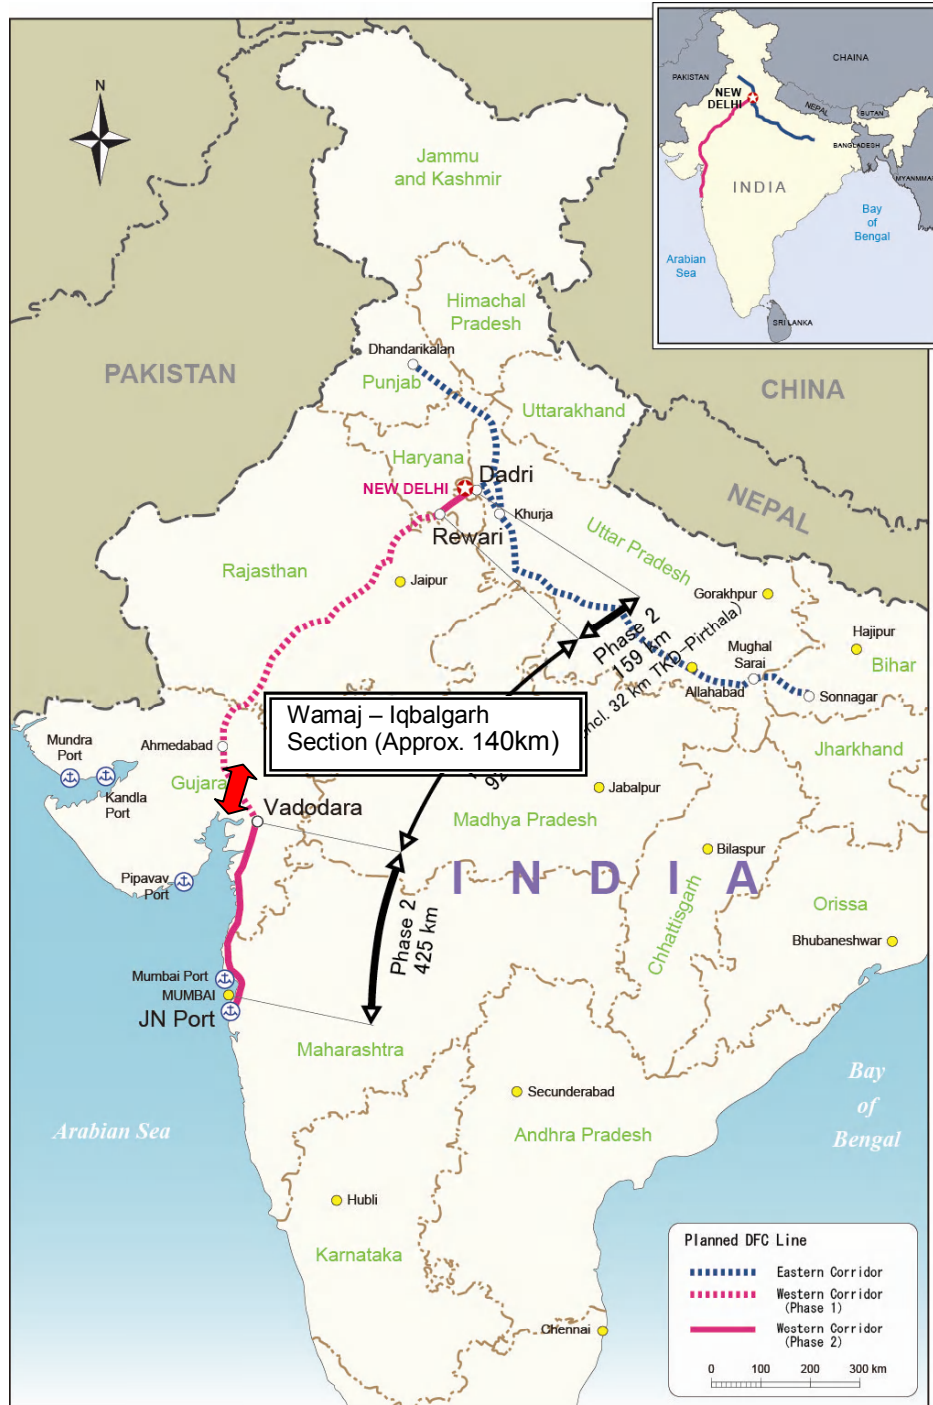 N
Jammu
and Kashmir
Himachal
Pradesh
Dhandarikalan
Punjab
PAKISTAN
CHINA
Uttarakhand
Haryana
Dadri
NEW DELHI
NEPAL
Khurja
Rewari
Uttar Pradesh
Rajasthan
Jaipur
Gorakhpur
Phase 2
159 km
incl. 32 km TKD-Pirthala)
Hajipur
Bihar
Mughal
Sarai
Allahabad
Sonnagar
Wamaj – Iqbalgarh
Section (Approx. 140km)
92
Mundra
Port
Ahmedabad
Jharkhand
Kandla
Port
Gujara
Vadodara
Jabalpur
Madhya Pradesh
Bilaspur
INDIA
Pipavav
Port
Phase 2
425 km
Chhattisgarh
Orissa
Bhubaneshwar
Mumbai Port
MUMBAI
JN Port
Maharashtra
Secunderabad
Andhra Pradesh
Bay
of
Bengal
Arabian Sea
Hubli
Karnataka
Chennai
Planned DFC Line
Eastern Corridor
Western Corridor
(Phase 1)
Western Corridor
(Phase 2)
0 100 200 300 km
PAKISTAN
CHAINA
NEW
DELHI
NEPAL
BUTAN
BANGLADESH
MYANMMAR
INDIA
Bay
of
Bengal
Arabian
Sea
SRI LANKA